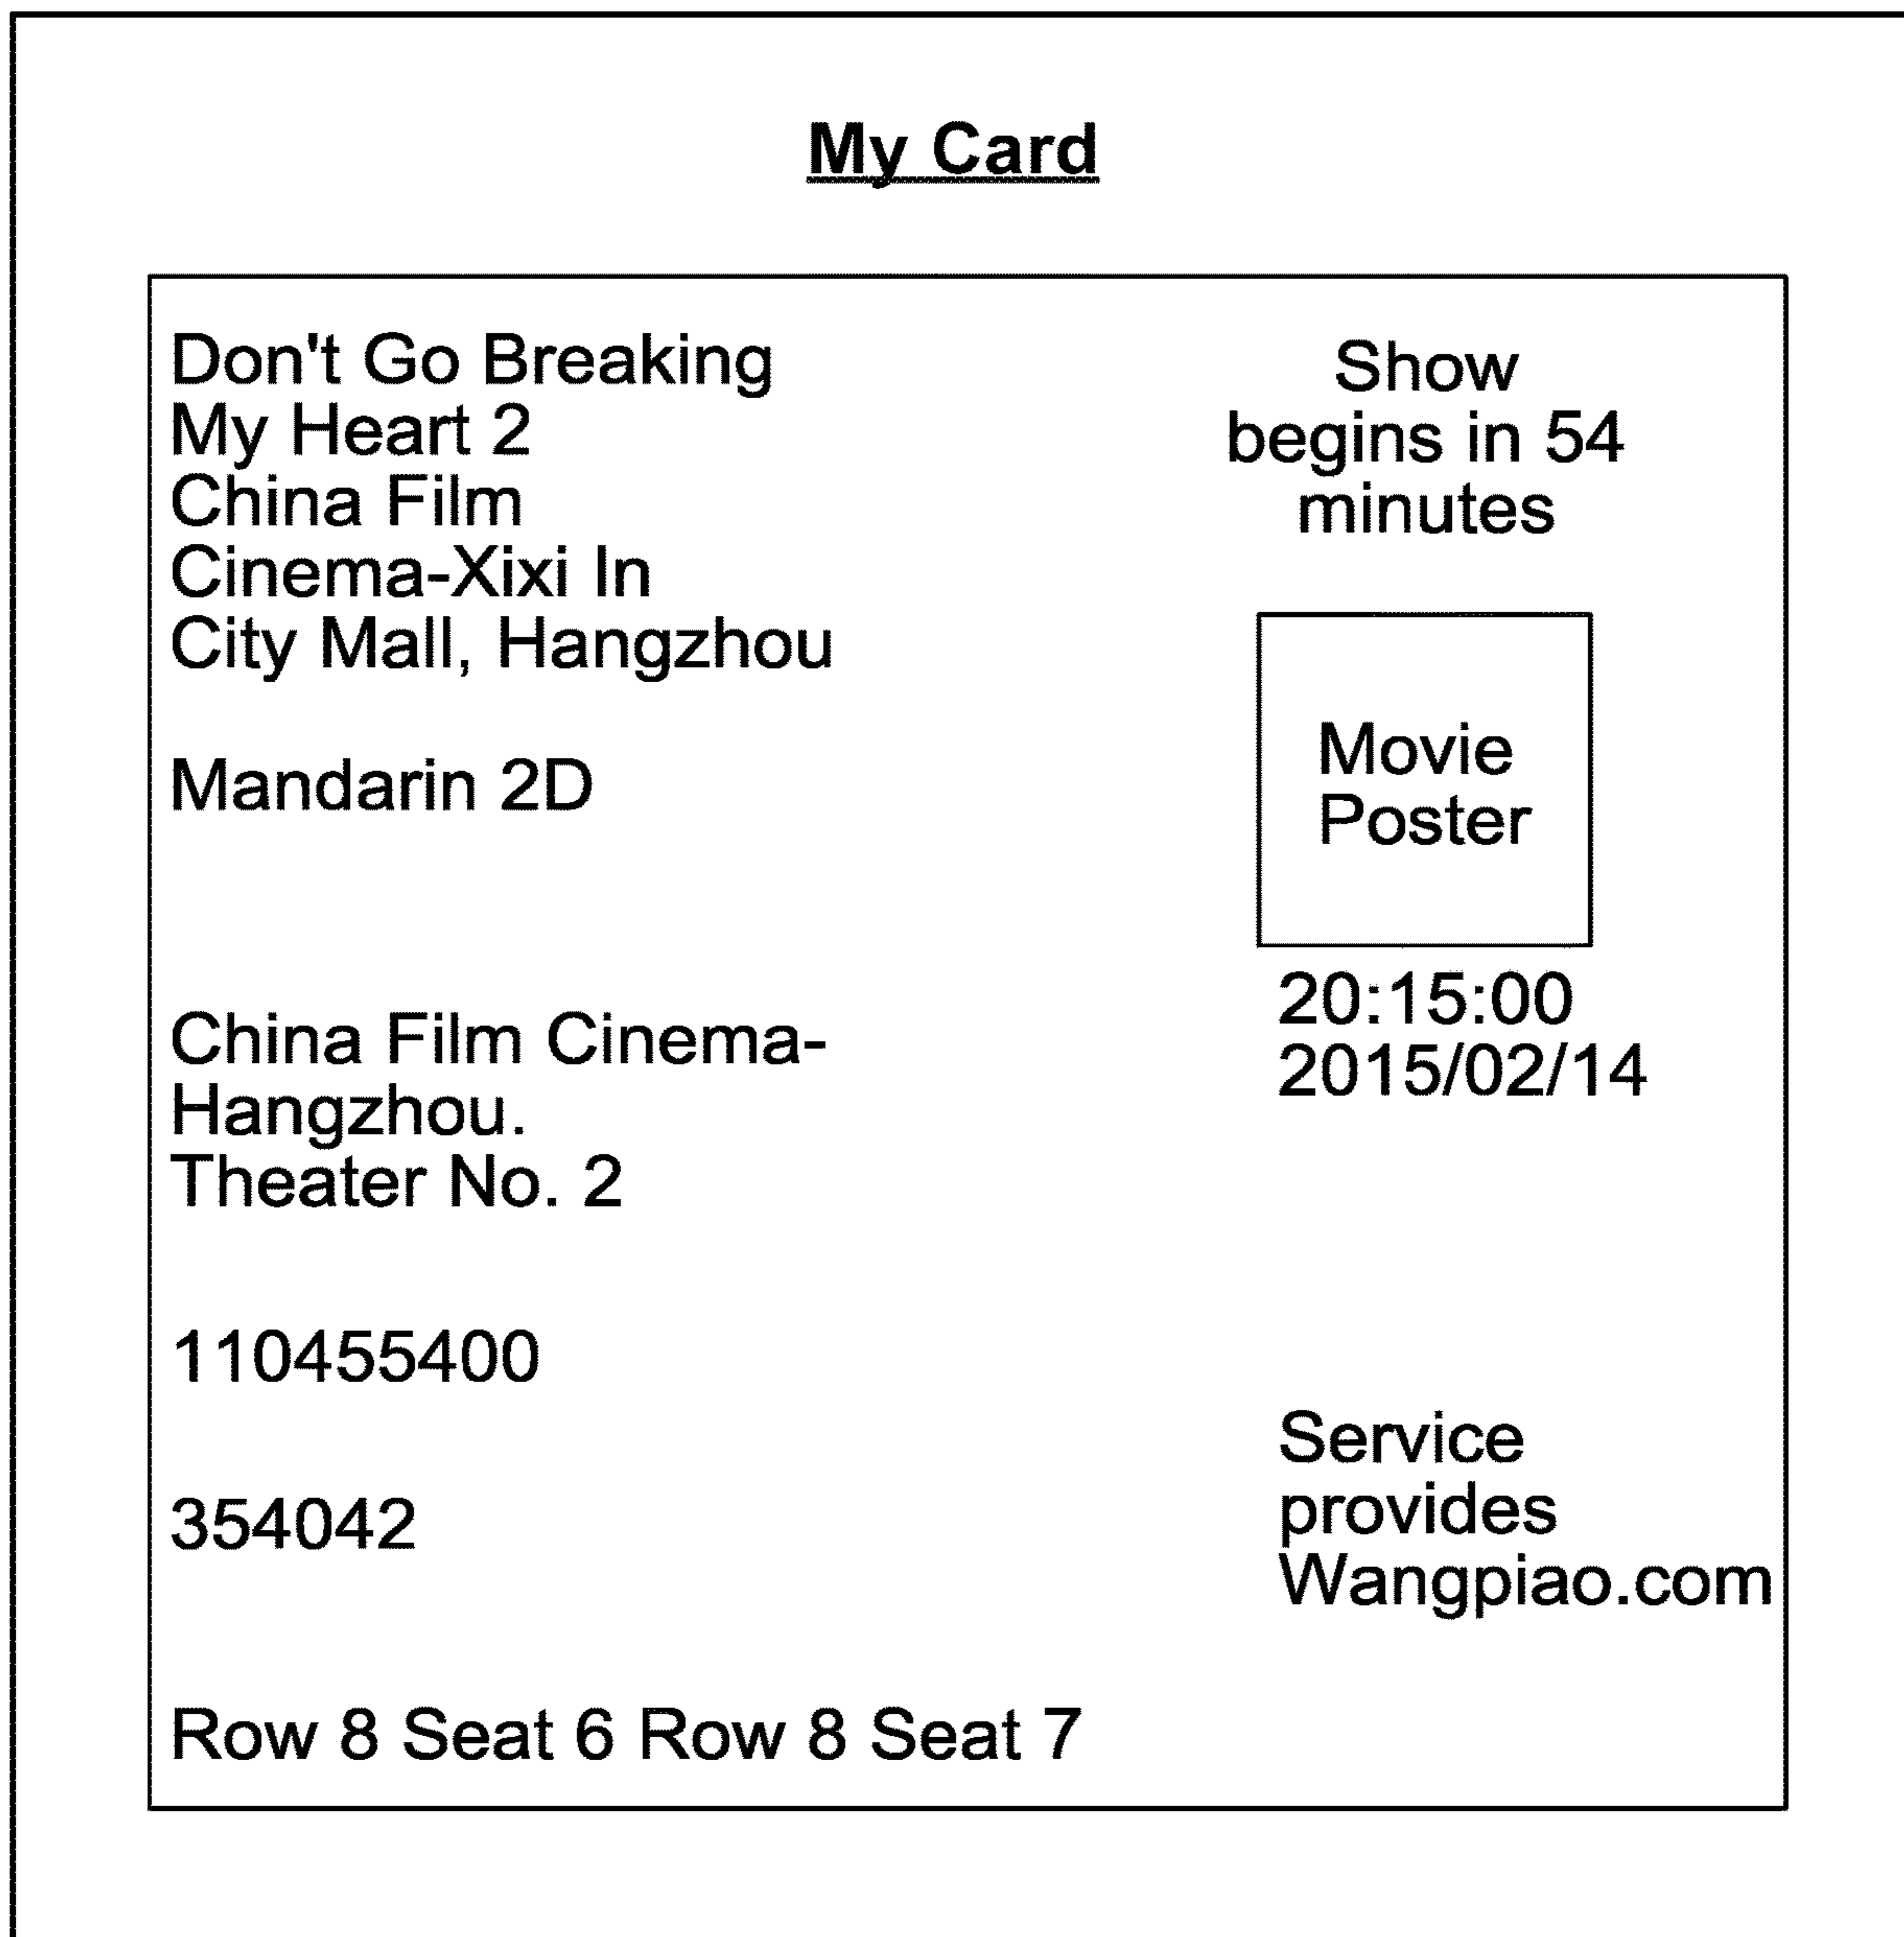 My Card
Don't Go Breaking
My Heart 2
China Film
Cinema-Xixi In
City Mall, Hangzhou
Mandarin 2D
China Film Cinema-
Hangzhou.
Theater No. 2
110455400
354042
Row 8 Seat 6 Row 8 Seat 7
Show
begins in 54
minutes
Movie
Poster
20:15:00
2015/02/14
Service
provides
Wangpiao.com